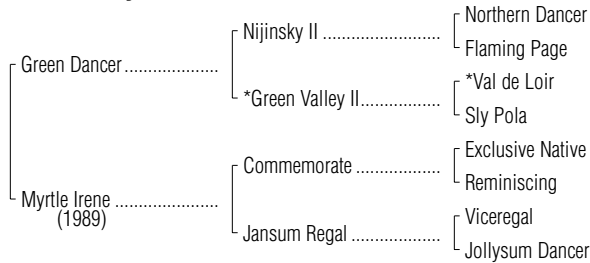 Northern Dancer
Nijinsky II ......................
Flaming Page
Green Dancer ....................
*Val de Loir
*Green Valley II.................
Sly Pola
Exclusive Native
Commemorate ..................
Reminiscing
Myrtle Irene ......................
(1989)
Viceregal
Jansum Regal ...................
Jollysum Dancer